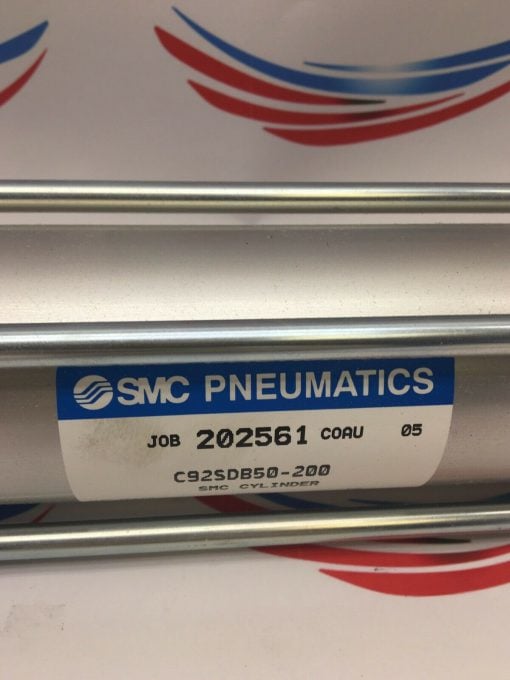 SMC PNEUMATICS
JOB 202561 COAU 05
C92SDB50-200
SMC CYLINDER